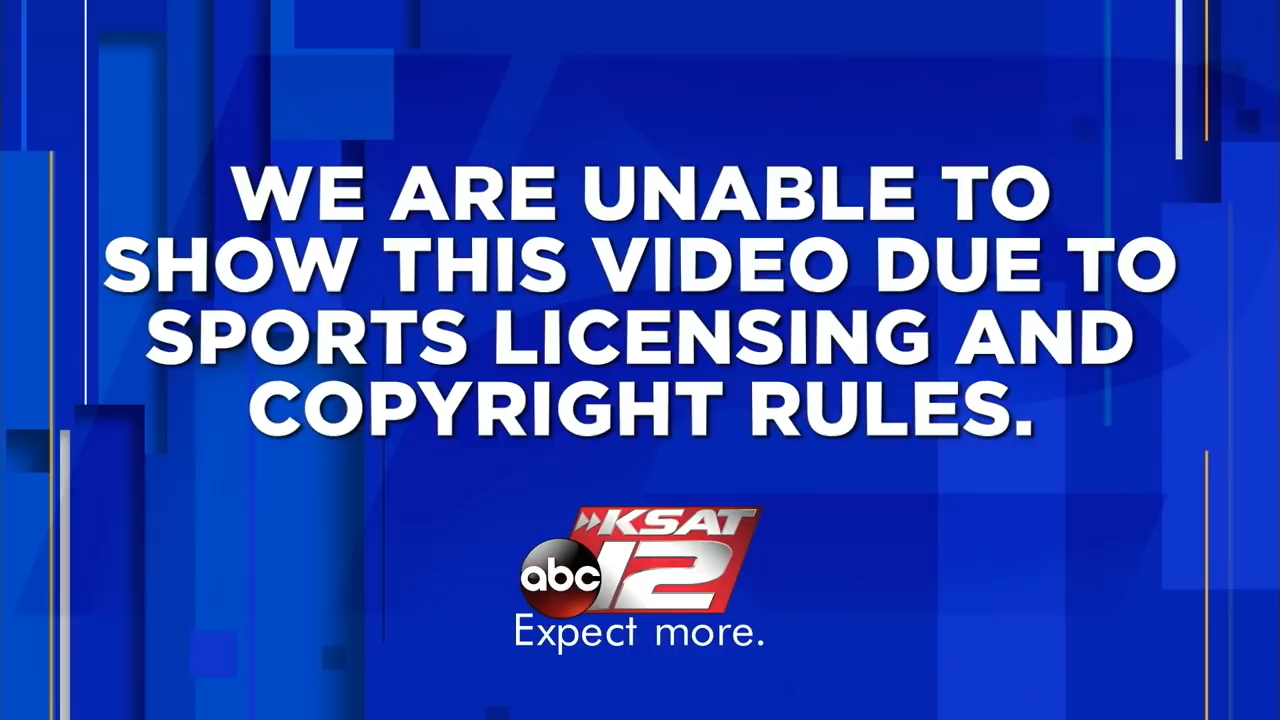 WE ARE UNABLE TO
SHOW THIS VIDEO DUE TO
SPORTS LICENSING AND
COPYRIGHT RULES.
KSAT
abc 12
Expect more.